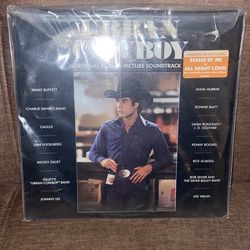 URBAN
COWBOY
ORIGINAL MOTION PICTURE SOUNDTRACK
STAND BY ME
ALL NIGHT LONG
JIMMY BUFFETT
CHARLIE DANIELS BAND
EAGLES
DAN FOGELBERG
MICKEY GILLEY
GILLEY'S
"URBAN COWBOY" BAND
JOHNNY LEE
ANNE MURRAY
BONNIE RAITT
LINDA RONSTADT/
J. D. SOUTHER
KENNY ROGERS
BOZ SCAGGS
BOB SEGER AND
THE SILVER BULLET BAND
JOE WALSH